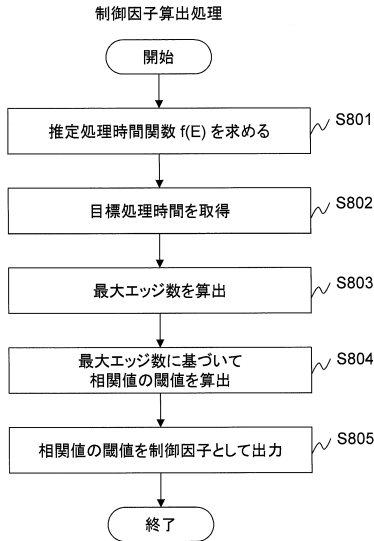 制御因子算出処理
開始
推定処理時間関数 f(E) を求める
S801
目標処理時間を取得
S802
最大エッジ数を算出
S803
最大エッジ数に基づいて
相関値の閾値を算出
S804
相関値の閾値を制御因子として出力
S805
終了